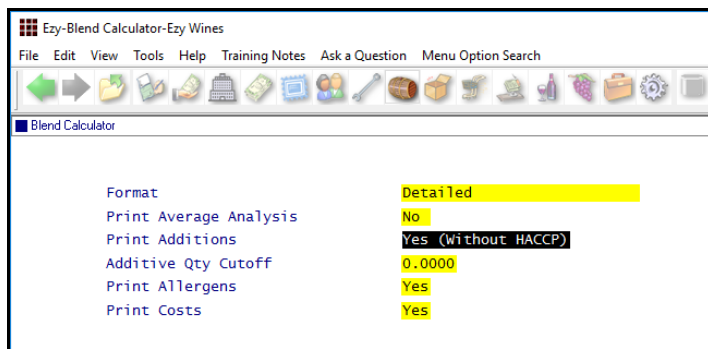 Ezy-Blend Calculator-Ezy Wines
File Edit View Tools Help Training Notes Ask a Question Menu Option Search
Blend Calculator
Format Detailed
Print Average Analysis No
Print Additions Yes (Without HACCP)
Additive Qty Cutoff 0.0000
Print Allergens Yes
Print Costs Yes